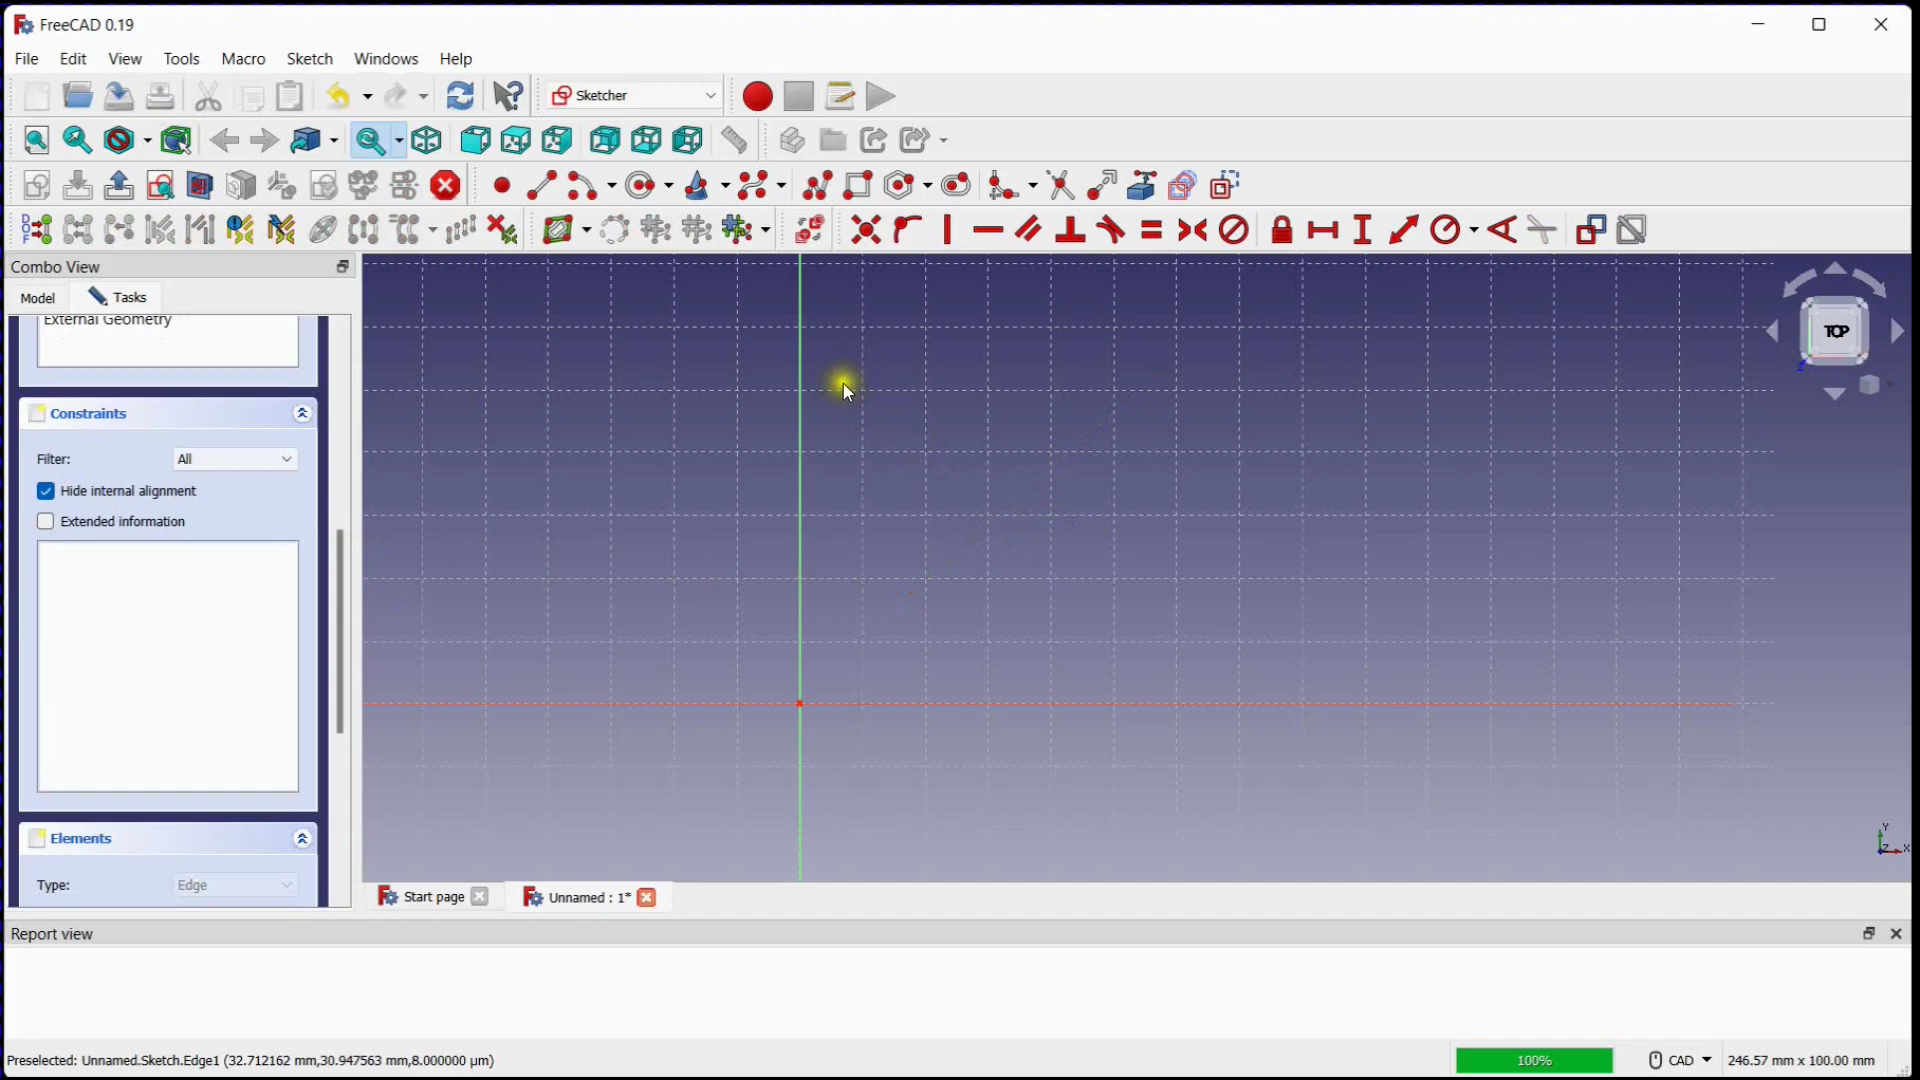 FreeCAD 0.19
File Edit View Tools Macro Sketch Windows Help
Sketcher
Combo View
Model Tasks
External Geometry
Constraints
Filter: All
Hide internal alignment
Extended information
Elements
Type: Edge
TOP
Z
Y
Z X
Start page Unnamed : 1*
Report view
Preselected: Unnamed.Sketch.Edge1 (32.712162 mm,30.947563 mm,8.000000 µm) 100% CAD 246.57 mm x 100.00 mm